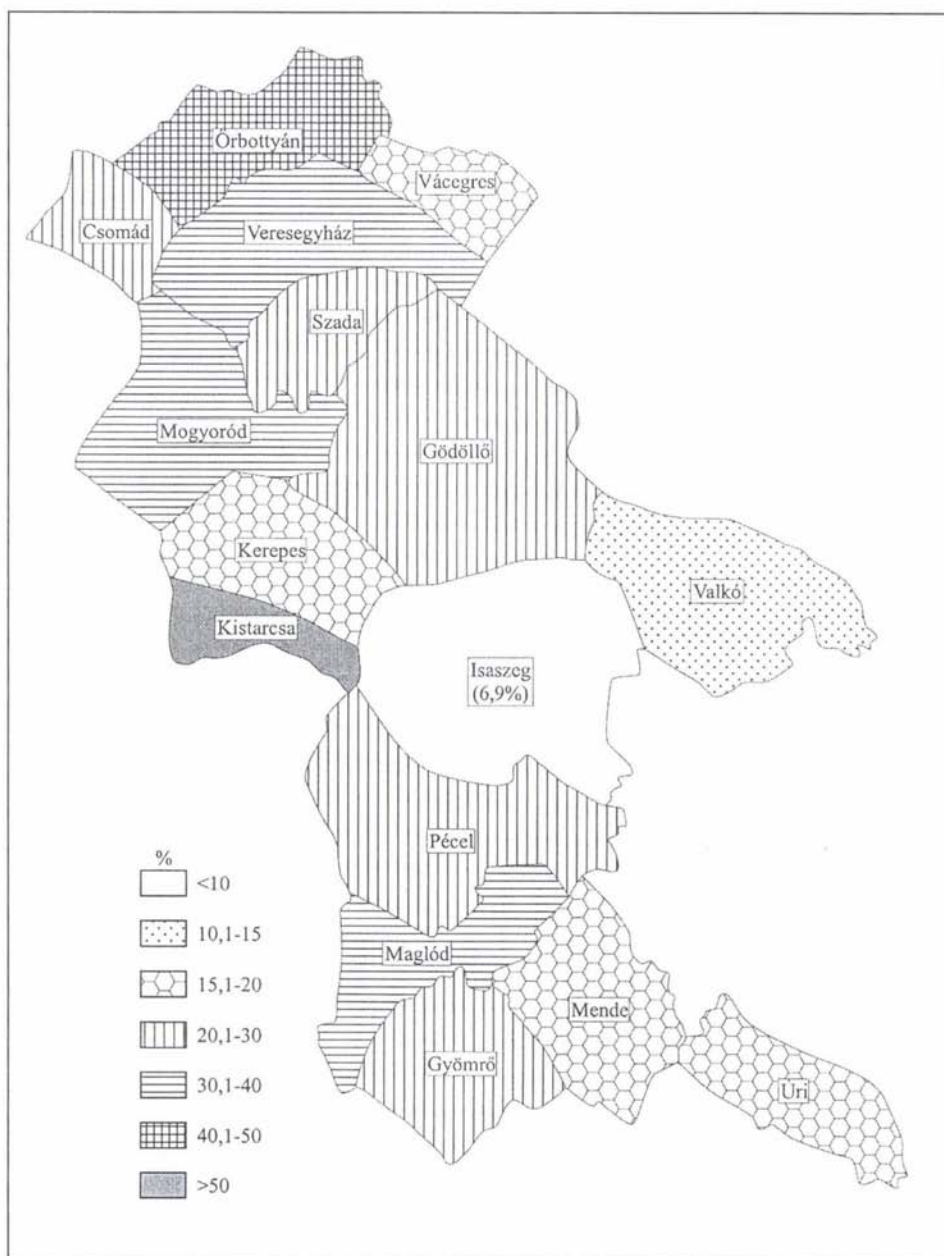 Őrbottyán
Vácegres
Csomád
Veresegyház
Szada
Mogyoród
Gödöllő
Kerepes
Valkó
Kistarcsa
Isaszeg
(6,9%)
Pécel
Maglód
Mende
Gyömrő
Úri
%
<10
10,1-15
15,1-20
20,1-30
30,1-40
40,1-50
>50